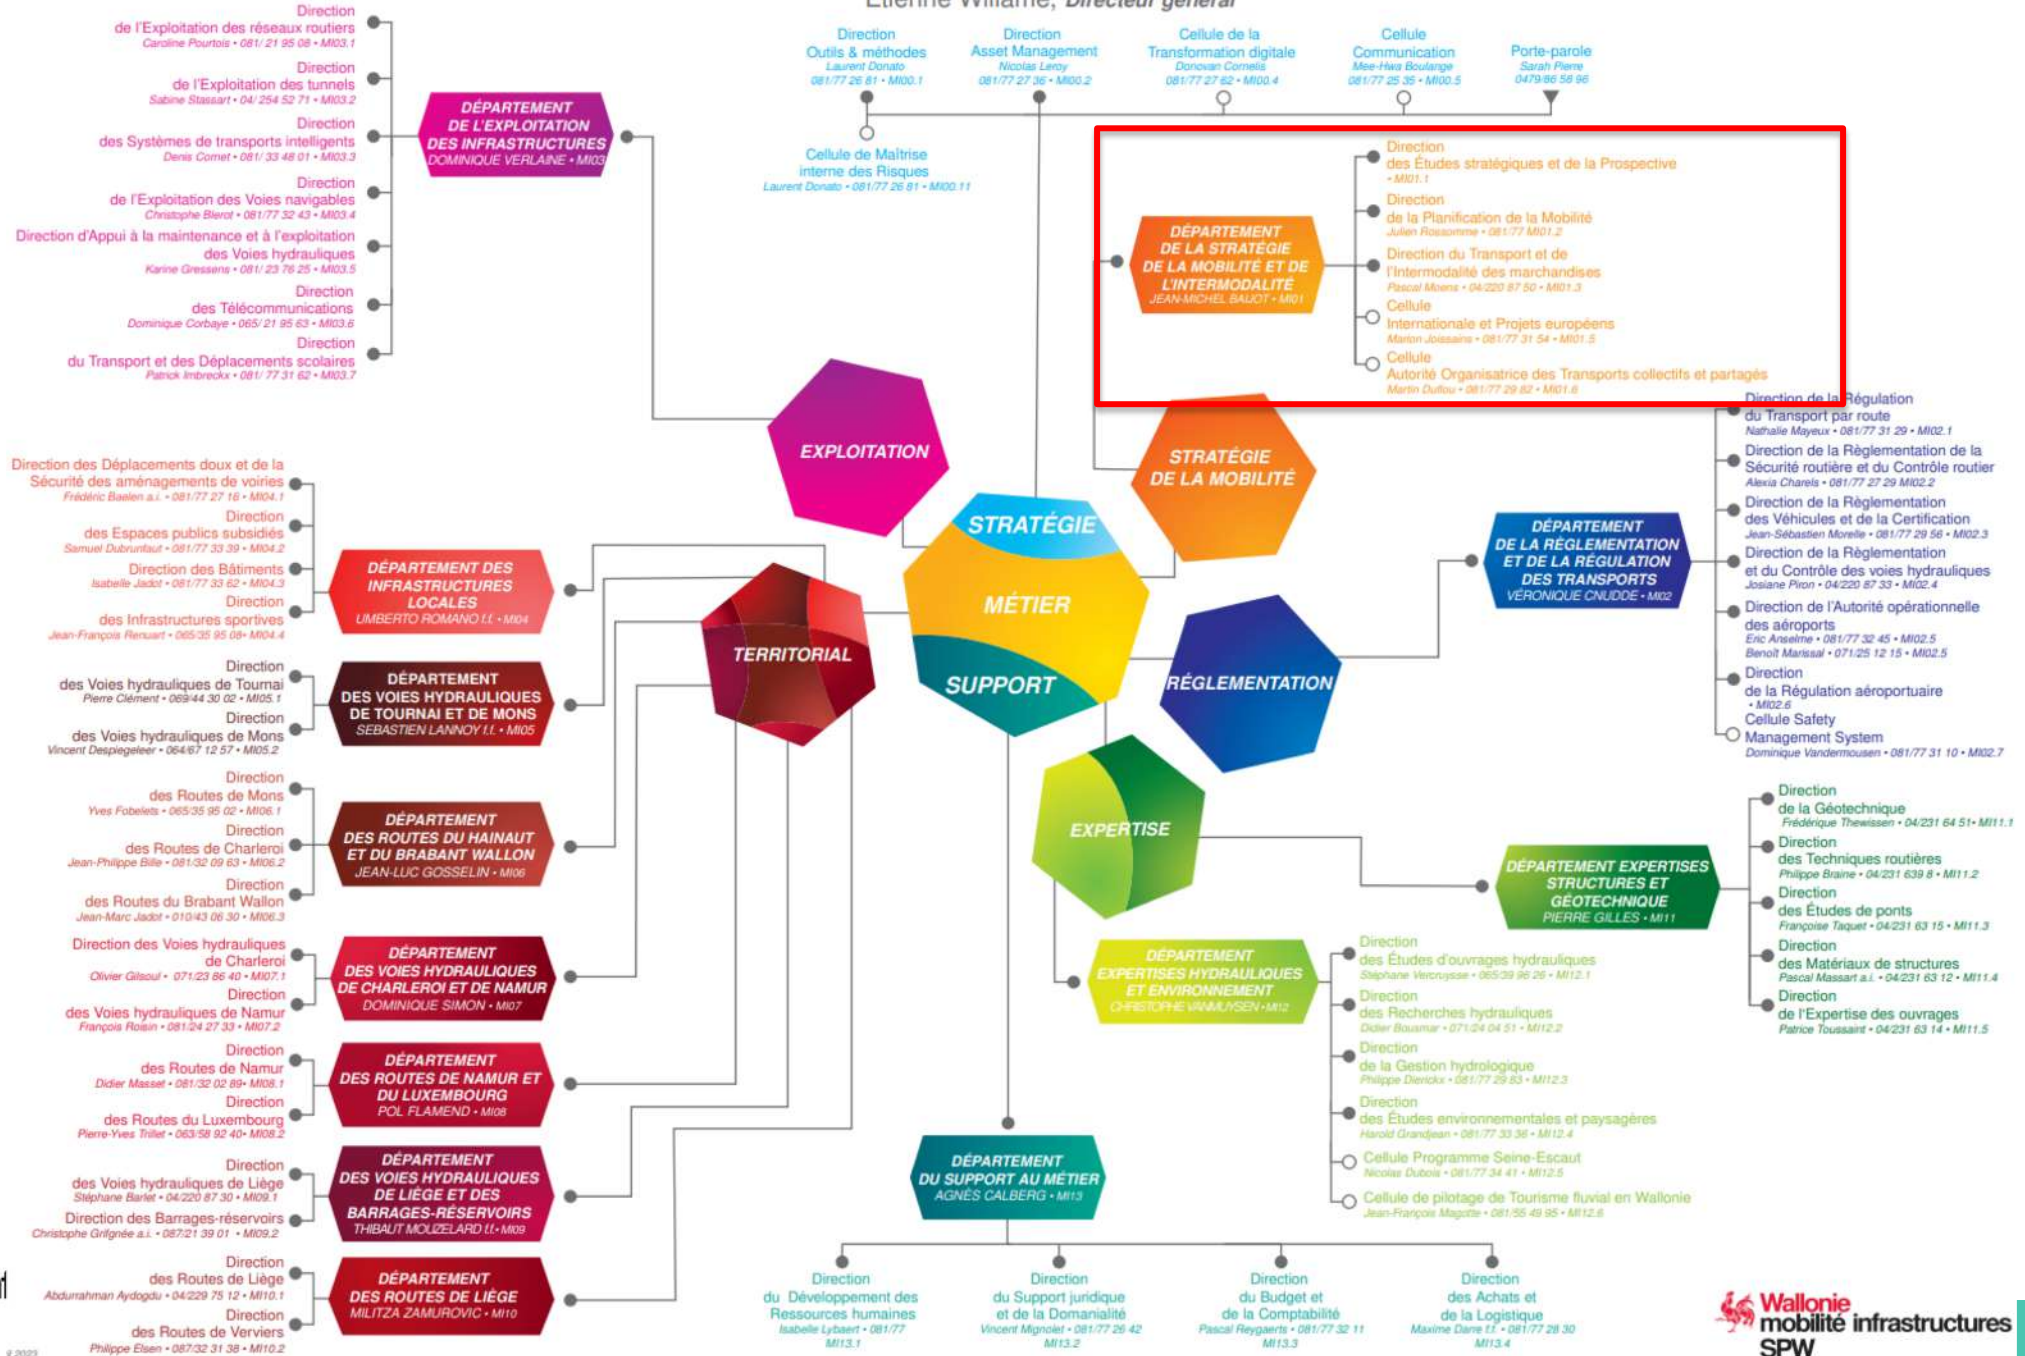 Etienne Willame, Directeur général
Direction
de l'Exploitation des réseaux routiers
Caroline Pourtois • 081/ 21 95 08 • MI03.1
Direction
de l'Exploitation des tunnels
Sabine Stassart • 04/ 254 52 71 • MI03.2
Direction
des Systèmes de transports intelligents
Denis Cornet • 081/ 33 48 01 • MI03.3
Direction
de l'Exploitation des Voies navigables
Christophe Blerot • 081/77 32 43 • MI03.4
Direction d'Appui à la maintenance et à l'exploitation
des Voies hydrauliques
Karine Gressens • 081/ 23 76 25 • MI03.5
Direction
des Télécommunications
Dominique Corbaye • 065/ 21 95 63 • MI03.6
Direction
du Transport et des Déplacements scolaires
Patrick Imbreckx • 081/ 77 31 62 • MI03.7
DÉPARTEMENT
DE L'EXPLOITATION
DES INFRASTRUCTURES
DOMINIQUE VERLAINE • MI03
Direction
Outils & méthodes
Laurent Donato
081/77 26 81 • MI00.1
Direction
Asset Management
Nicolas Leroy
081/77 27 36 • MI00.2
Cellule de la
Transformation digitale
Donovan Cornelis
081/77 27 62 • MI00.4
Cellule
Communication
Mee-Hwa Boulange
081/77 25 35 • MI00.5
Porte-parole
Sarah Pierre
0479/86 58 96
Cellule de Maîtrise
interne des Risques
Laurent Donato • 081/77 26 81 • MI00.11
DÉPARTEMENT
DE LA STRATÉGIE
DE LA MOBILITÉ ET DE
L'INTERMODALITÉ
JEAN-MICHEL BAIJOT • MI01
Direction
des Études stratégiques et de la Prospective
• MI01.1
Direction
de la Planification de la Mobilité
Julien Rossomme • 081/77 MI01.2
Direction du Transport et de
l'Intermodalité des marchandises
Pascal Moens • 04/220 87 50 • MI01.3
Cellule
Internationale et Projets européens
Marion Joissains • 081/77 31 54 • MI01.5
Cellule
Autorité Organisatrice des Transports collectifs et partagés
Martin Duflou • 081/77 29 82 • MI01.6
EXPLOITATION
STRATÉGIE
DE LA MOBILITÉ
STRATÉGIE
MÉTIER
SUPPORT
TERRITORIAL
RÉGLEMENTATION
EXPERTISE
DÉPARTEMENT
DE LA RÈGLEMENTATION
ET DE LA RÉGULATION
DES TRANSPORTS
VÉRONIQUE CNUDDE • MI02
Direction de la Régulation
du Transport par route
Nathalie Mayeux • 081/77 31 29 • MI02.1
Direction de la Règlementation de la
Sécurité routière et du Contrôle routier
Alexia Charels • 081/77 27 29 MI02.2
Direction de la Règlementation
des Véhicules et de la Certification
Jean-Sébastien Morelle • 081/77 29 56 • MI02.3
Direction de la Règlementation
et du Contrôle des voies hydrauliques
Josiane Piron • 04/220 87 33 • MI02.4
Direction de l'Autorité opérationnelle
des aéroports
Eric Anselme • 081/77 32 45 • MI02.5
Benoît Marissal • 071/25 12 15 • MI02.5
Direction
de la Régulation aéroportuaire
• MI02.6
Cellule Safety
Management System
Dominique Vandermousen • 081/77 31 10 • MI02.7
Direction des Déplacements doux et de la
Sécurité des aménagements de voiries
Frédéric Baelen a.i. • 081/77 27 16 • MI04.1
Direction
des Espaces publics subsidiés
Samuel Dubrunfaut • 081/77 33 39 • MI04.2
Direction des Bâtiments
Isabelle Jadot • 081/77 33 62 • MI04.3
Direction
des Infrastructures sportives
Jean-François Renuart • 065/35 95 08• MI04.4
DÉPARTEMENT DES
INFRASTRUCTURES
LOCALES
UMBERTO ROMANO f.f. • MI04
Direction
des Voies hydrauliques de Tournai
Pierre Clément • 069/44 30 02 • MI05.1
Direction
des Voies hydrauliques de Mons
Vincent Despiegeleer • 064/67 12 57 • MI05.2
DÉPARTEMENT
DES VOIES HYDRAULIQUES
DE TOURNAI ET DE MONS
SEBASTIEN LANNOY f.f. • MI05
Direction
des Routes de Mons
Yves Fobelets • 065/35 95 02 • MI06.1
Direction
des Routes de Charleroi
Jean-Philippe Bille • 081/32 09 63 • MI06.2
Direction
des Routes du Brabant Wallon
Jean-Marc Jadot • 010/43 06 30 • MI06.3
DÉPARTEMENT
DES ROUTES DU HAINAUT
ET DU BRABANT WALLON
JEAN-LUC GOSSELIN • MI06
Direction des Voies hydrauliques
de Charleroi
Olivier Gilsoul • 071/23 86 40 • MI07.1
Direction
des Voies hydrauliques de Namur
François Roisin • 081/24 27 33 • MI07.2
DÉPARTEMENT
DES VOIES HYDRAULIQUES
DE CHARLEROI ET DE NAMUR
DOMINIQUE SIMON • MI07
Direction
des Routes de Namur
Didier Masset • 081/32 02 89• MI08.1
Direction
des Routes du Luxembourg
Pierre-Yves Trillet • 063/58 92 40• MI08.2
DÉPARTEMENT
DES ROUTES DE NAMUR ET
DU LUXEMBOURG
POL FLAMEND • MI08
Direction
des Voies hydrauliques de Liège
Stéphane Barlet • 04/220 87 30 • MI09.1
Direction des Barrages-réservoirs
Christophe Grifgnée a.i. • 087/21 39 01 • MI09.2
DÉPARTEMENT
DES VOIES HYDRAULIQUES
DE LIÈGE ET DES
BARRAGES-RÉSERVOIRS
THIBAUT MOUZELARD f.f.• MI09
Direction
des Routes de Liège
Abdurrahman Aydogdu • 04/229 75 12 • MI10.1
Direction
des Routes de Verviers
Philippe Elsen • 087/32 31 38 • MI10.2
DÉPARTEMENT
DES ROUTES DE LIÈGE
MILITZA ZAMUROVIC • MI10
DÉPARTEMENT EXPERTISES
STRUCTURES ET
GÉOTECHNIQUE
PIERRE GILLES • MI11
Direction
de la Géotechnique
Frédérique Thewissen • 04/231 64 51• MI11.1
Direction
des Techniques routières
Philippe Braine • 04/231 639 8 • MI11.2
Direction
des Études de ponts
Françoise Taquet • 04/231 63 15 • MI11.3
Direction
des Matériaux de structures
Pascal Massart a.i. • 04/231 63 12 • MI11.4
Direction
de l'Expertise des ouvrages
Patrice Toussaint • 04/231 63 14 • MI11.5
DÉPARTEMENT
EXPERTISES HYDRAULIQUES
ET ENVIRONNEMENT
CHRISTOPHE VANMUYSEN • MI12
Direction
des Études d'ouvrages hydrauliques
Stéphane Vercruysse • 065/39 96 26 • MI12.1
Direction
des Recherches hydrauliques
Didier Bousmar • 071/24 04 51 • MI12.2
Direction
de la Gestion hydrologique
Philippe Dierickx • 081/77 29 83 • MI12.3
Direction
des Études environnementales et paysagères
Harold Grandjean • 081/77 33 36 • MI12.4
Cellule Programme Seine-Escaut
Nicolas Dubois • 081/77 34 41 • MI12.5
Cellule de pilotage de Tourisme fluvial en Wallonie
Jean-François Magotte • 081/55 49 95 • MI12.6
DÉPARTEMENT
DU SUPPORT AU MÉTIER
AGNÈS CALBERG • MI13
Direction
du Développement des
Ressources humaines
Isabelle Lybaert • 081/77
MI13.1
Direction
du Support juridique
et de la Domanialité
Vincent Mignolet • 081/77 26 42
MI13.2
Direction
du Budget et
de la Comptabilité
Pascal Reygaerts • 081/77 32 11
MI13.3
Direction
des Achats et
de la Logistique
Maxime Darre f.f. • 081/77 28 30
MI13.4
Wallonie
mobilité infrastructures
SPW